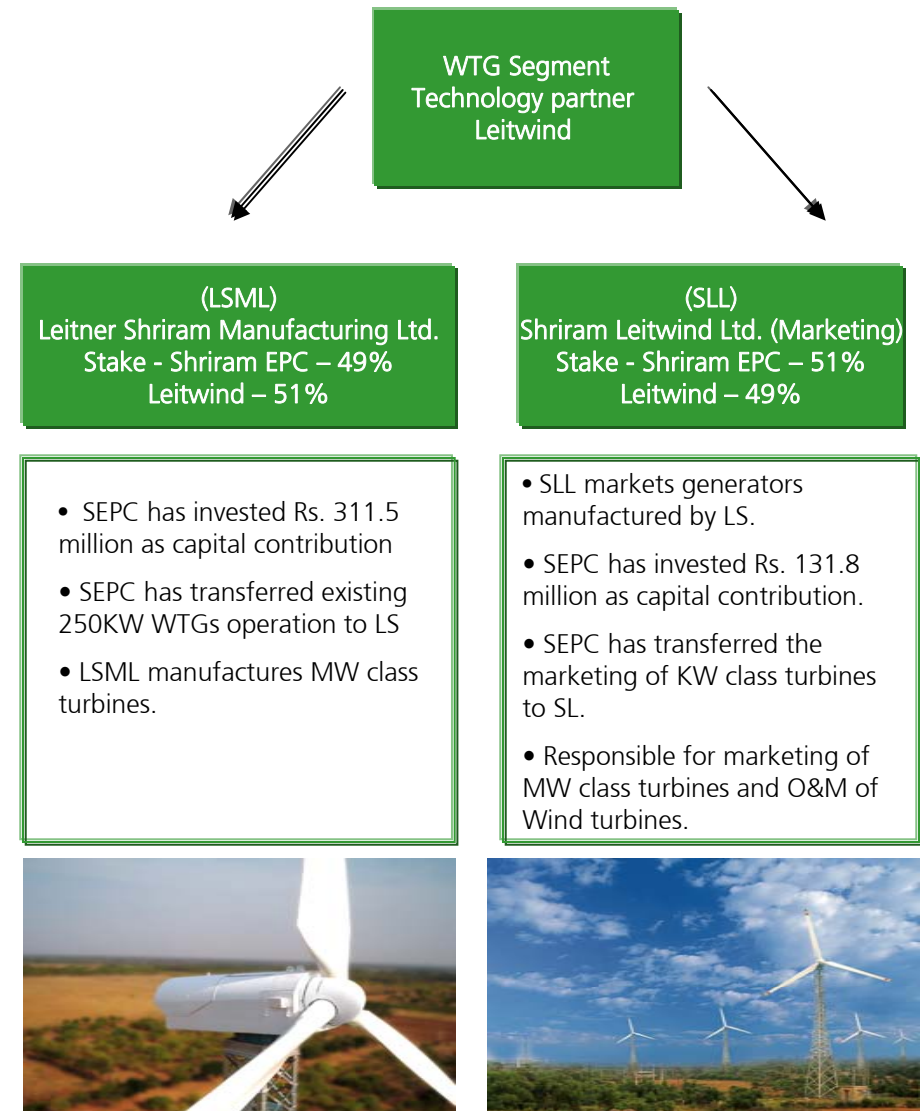 WTG Segment
Technology partner
Leitwind
(LSML)
Leitner Shriram Manufacturing Ltd.
Stake - Shriram EPC – 49%
Leitwind – 51%
(SLL)
Shriram Leitwind Ltd. (Marketing)
Stake - Shriram EPC – 51%
Leitwind – 49%
• SEPC has invested Rs. 311.5
million as capital contribution
• SEPC has transferred existing
250KW WTGs operation to LS
• LSML manufactures MW class
turbines.
• SLL markets generators
manufactured by LS.
• SEPC has invested Rs. 131.8
million as capital contribution.
• SEPC has transferred the
marketing of KW class turbines
to SL.
• Responsible for marketing of
MW class turbines and O&M of
Wind turbines.